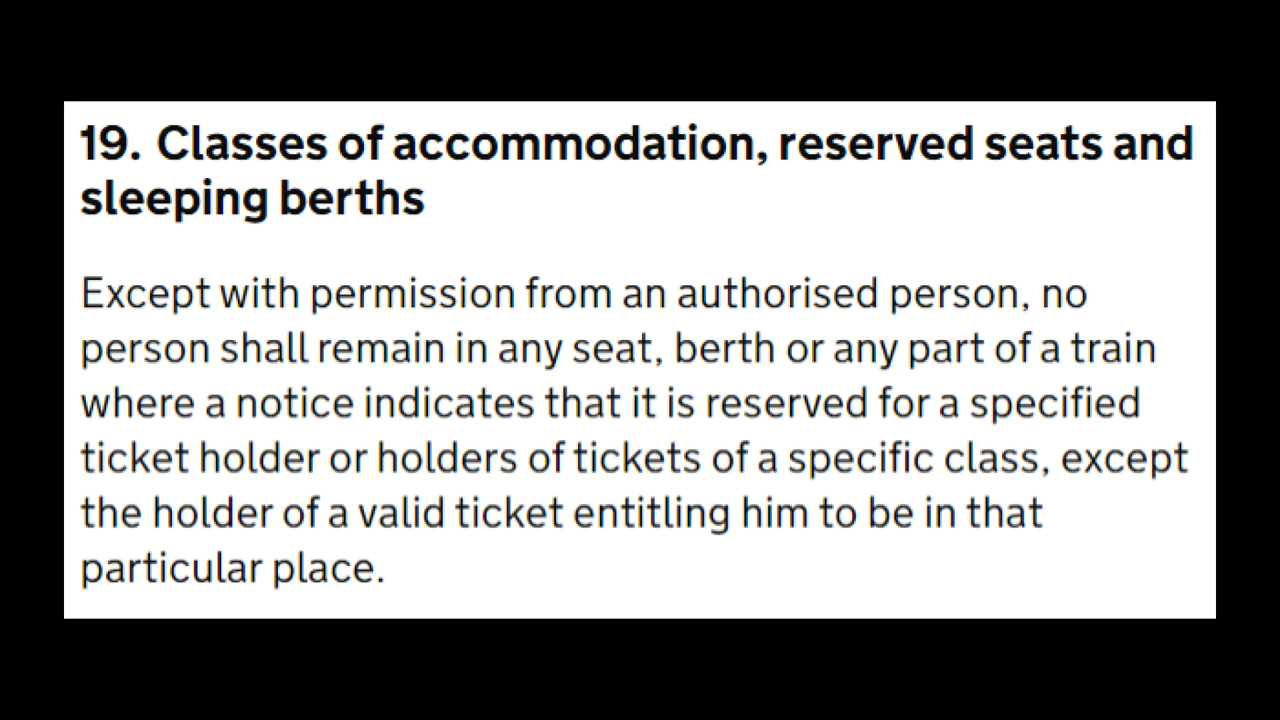 19. Classes of accommodation, reserved seats and
sleeping berths
Except with permission from an authorised person, no
person shall remain in any seat, berth or any part of a train
where a notice indicates that it is reserved for a specified
ticket holder or holders of tickets of a specific class, except
the holder of a valid ticket entitling him to be in that
particular place.